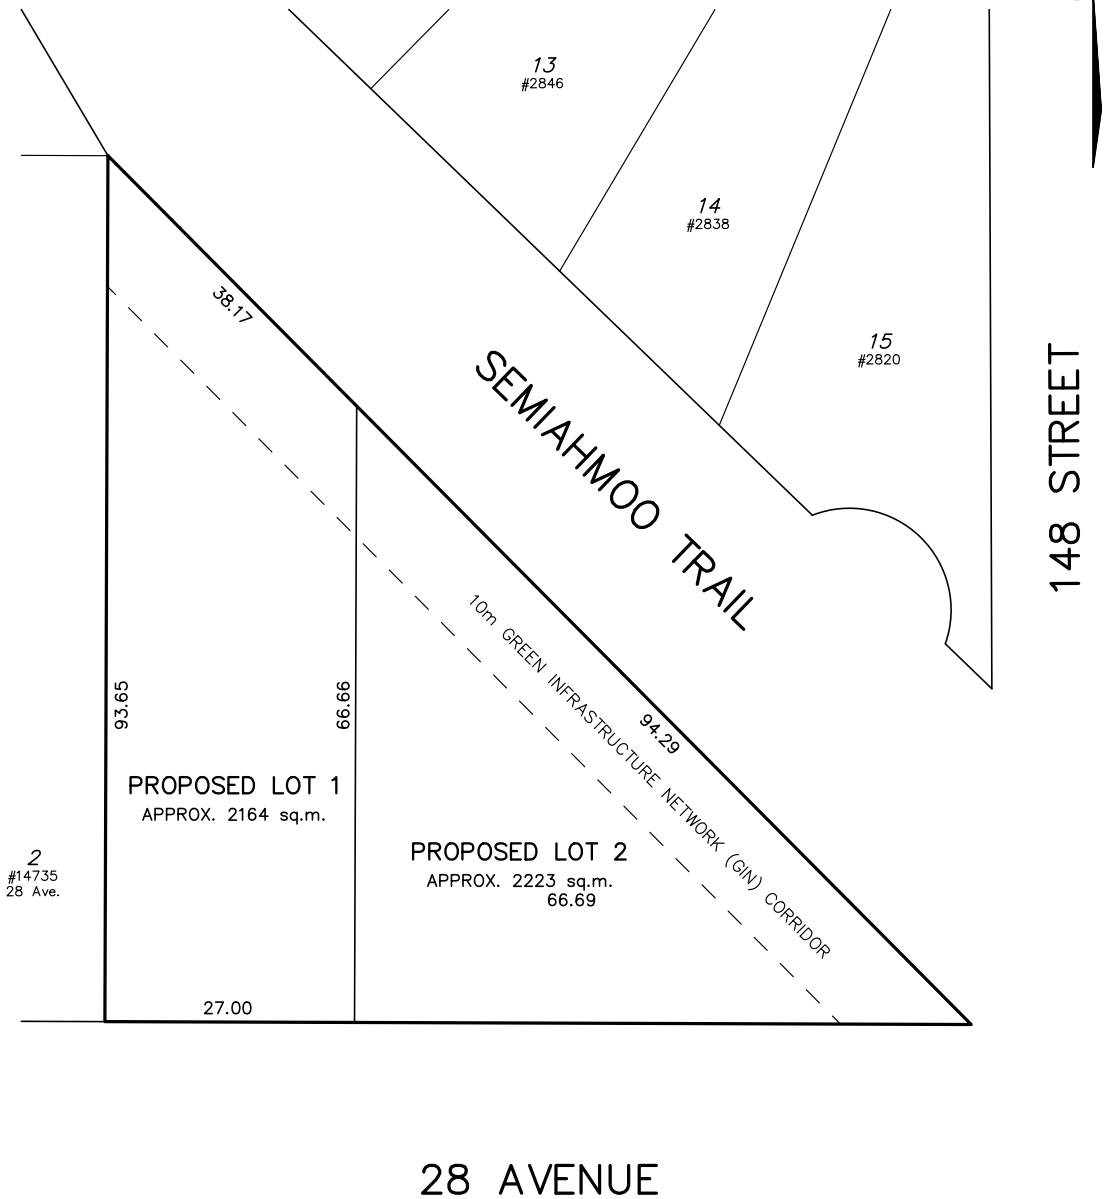 13
#2846
14
#2838
15
#2820
SEMIAHMOO TRAIL
148 STREET
38.17
10m GREEN INFRASTRUCTURE NETWORK (GIN) CORRIDOR
94.29
93.65
66.66
PROPOSED LOT 1
APPROX. 2164 sq.m.
PROPOSED LOT 2
APPROX. 2223 sq.m.
66.69
2
#14735
28 Ave.
27.00
28 AVENUE